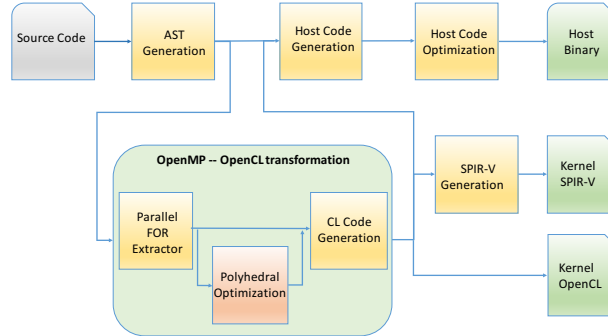 Source Code
AST
Generation
Host Code
Generation
Host Code
Optimization
Host
Binary
OpenMP -- OpenCL transformation
Parallel
FOR
Extractor
Polyhedral
Optimization
CL Code
Generation
SPIR-V
Generation
Kernel
SPIR-V
Kernel
OpenCL